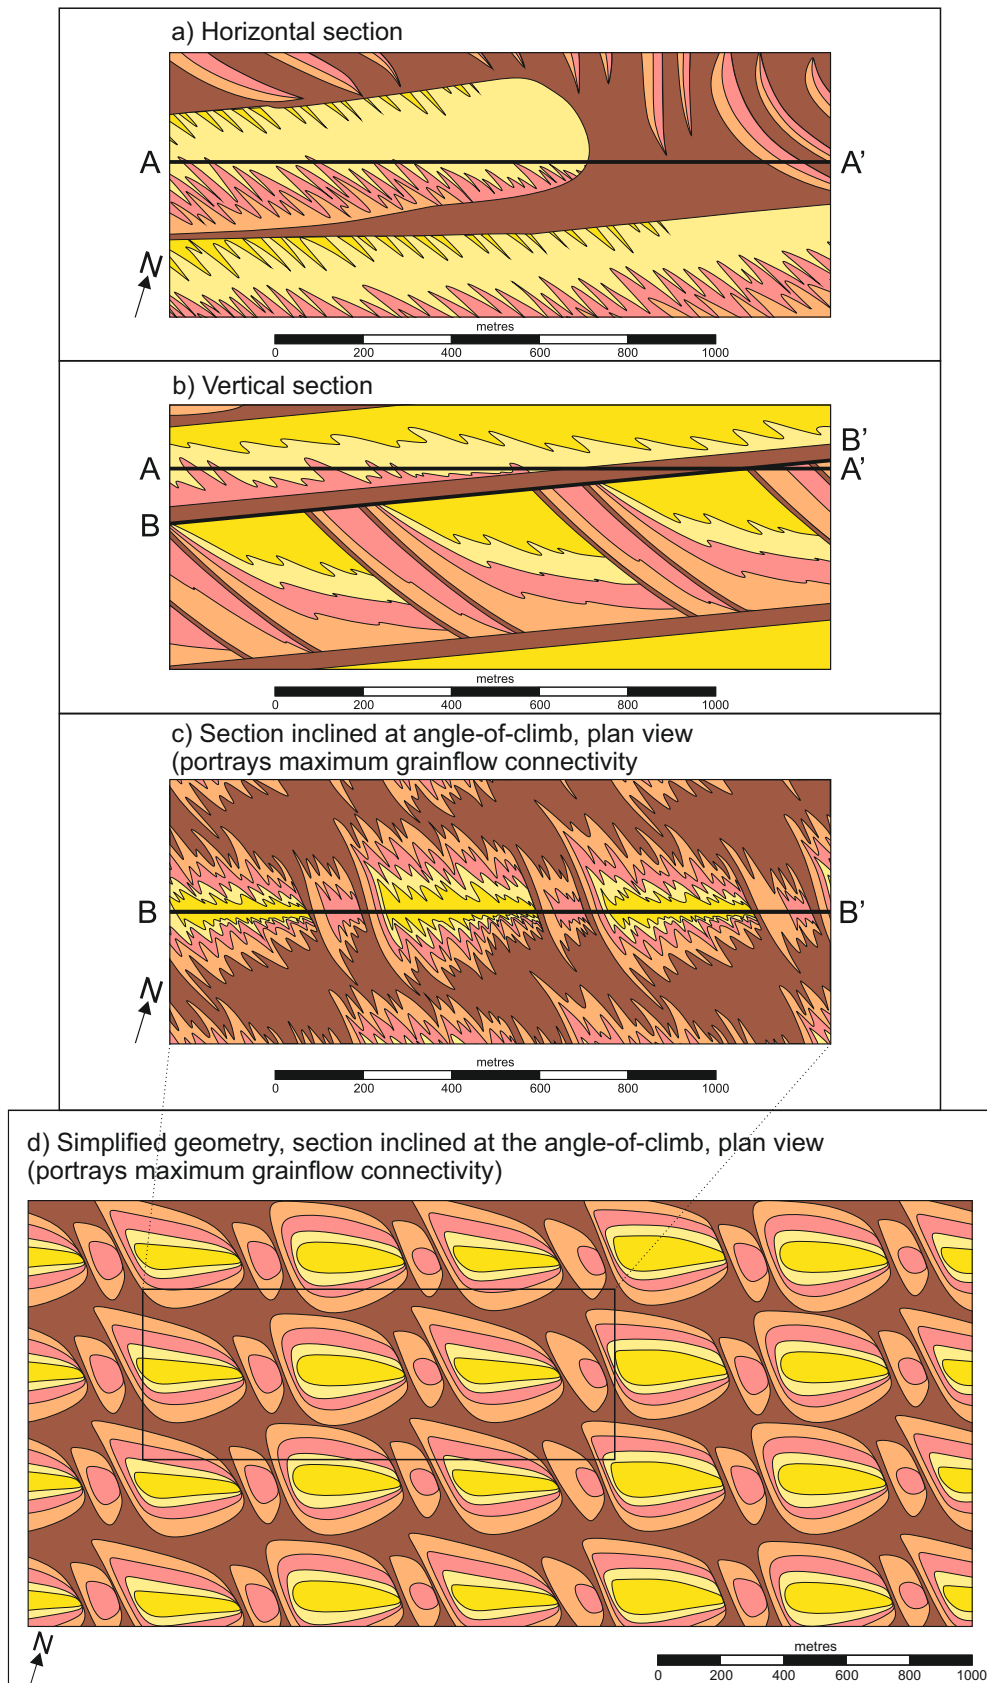 a) Horizontal section
A
A'
N
metres
0 200 400 600 800 1000
b) Vertical section
B'
A
A'
B
metres
0 200 400 600 800 1000
c) Section inclined at angle-of-climb, plan view
(portrays maximum grainflow connectivity
B
B'
N
metres
0 200 400 600 800 1000
d) Simplified geometry, section inclined at the angle-of-climb, plan view
(portrays maximum grainflow connectivity)
N
metres
0 200 400 600 800 1000